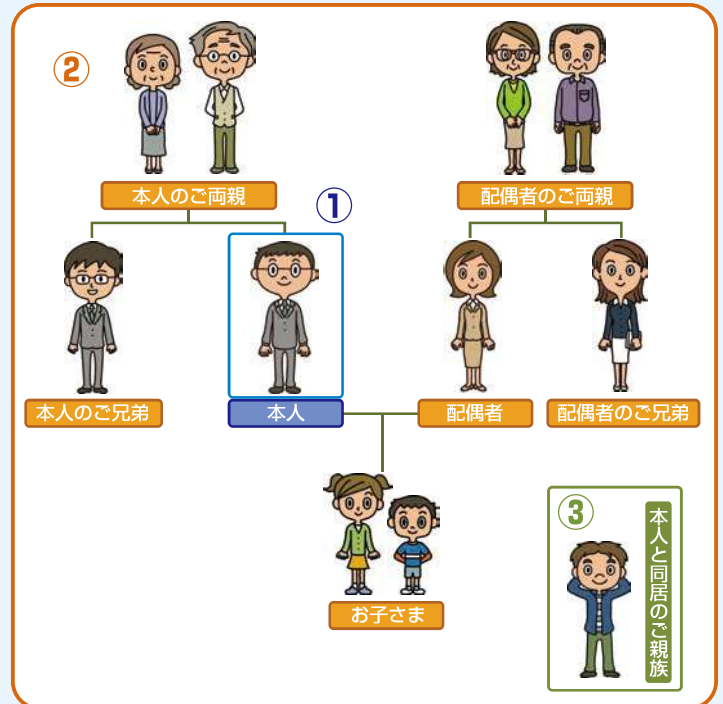 ②
本人のご両親
配偶者のご両親
①
本人のご兄弟
本人
配偶者
配偶者のご兄弟
お子さま
③
本人と同居のご親族